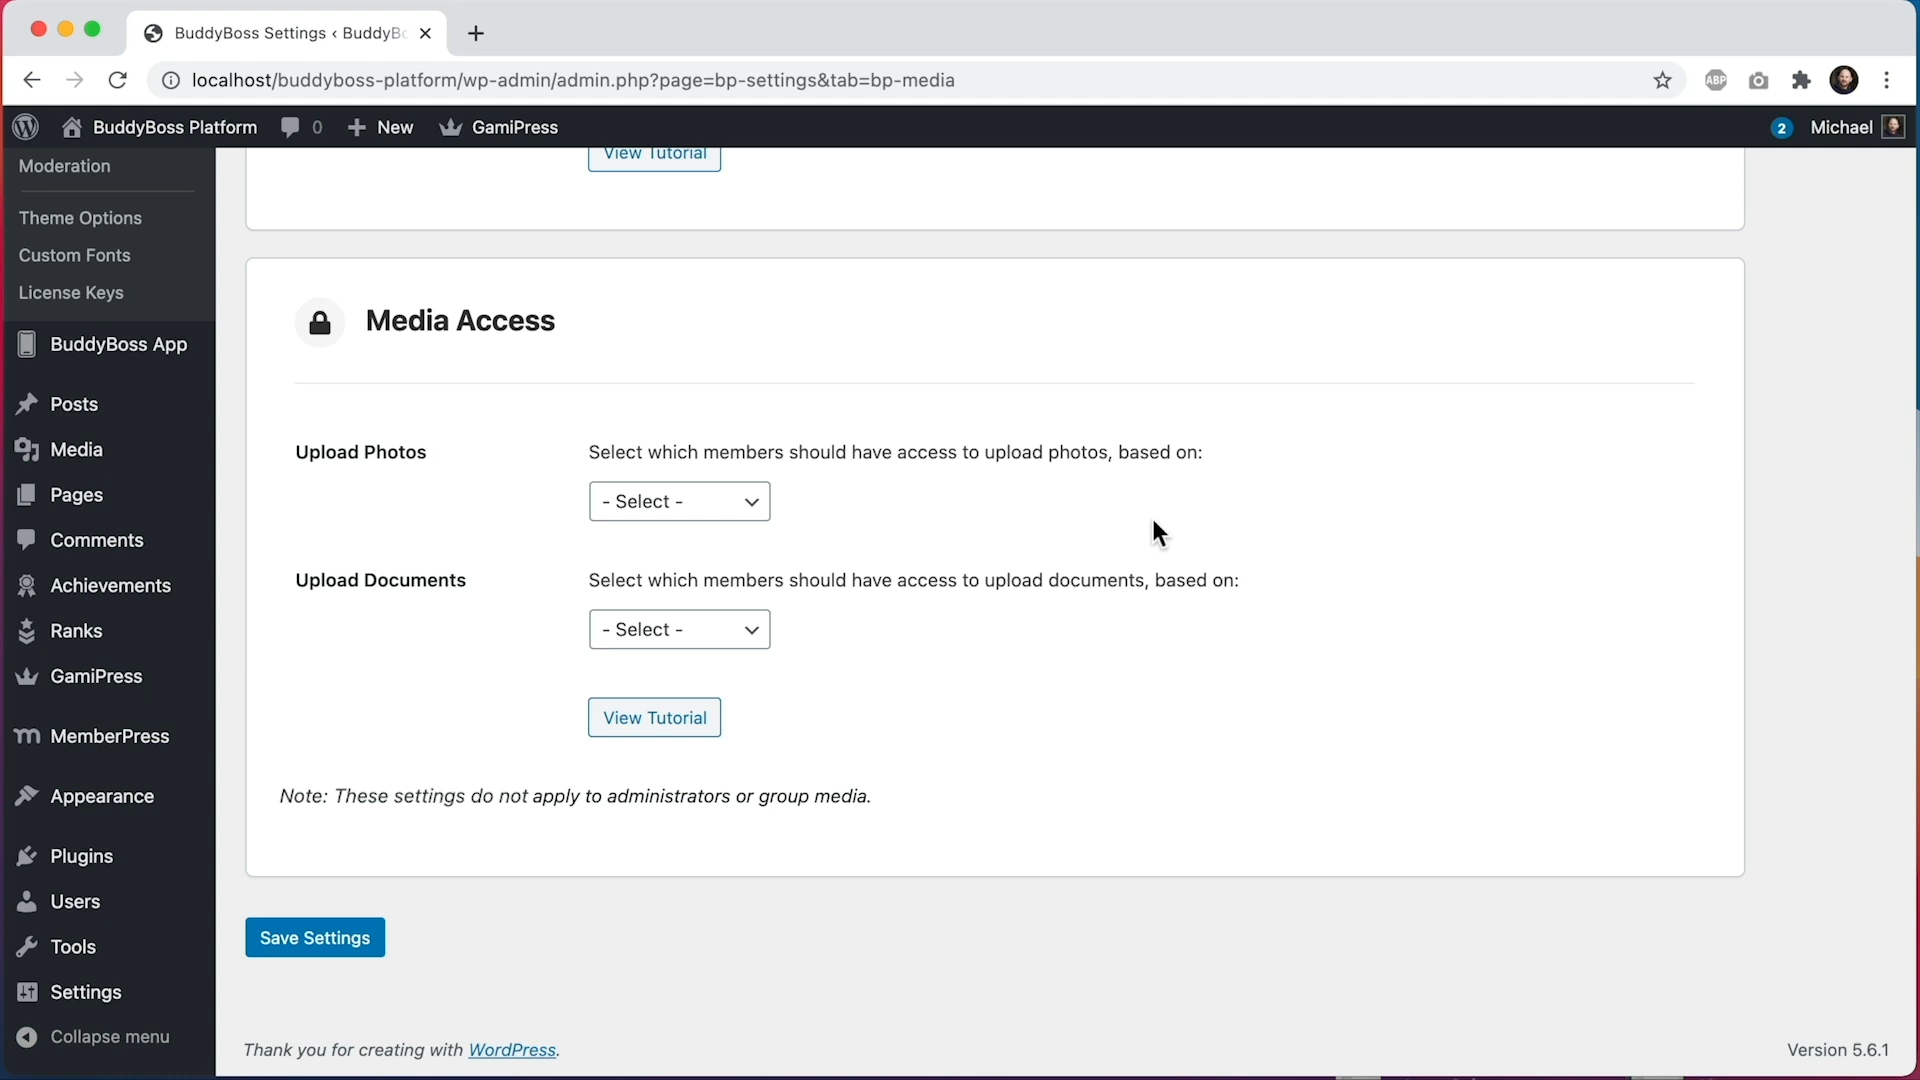 BuddyBoss Settings ‹ BuddyBo
localhost/buddyboss-platform/wp-admin/admin.php?page=bp-settings&tab=bp-media
ABP
BuddyBoss Platform
0
New
GamiPress
2
Michael
Moderation
Theme Options
Custom Fonts
License Keys
BuddyBoss App
Posts
Media
Pages
Comments
Achievements
Ranks
GamiPress
MemberPress
Appearance
Plugins
Users
Tools
Settings
Collapse menu
View Tutorial
Media Access
Upload Photos
Select which members should have access to upload photos, based on:
- Select -
Upload Documents
Select which members should have access to upload documents, based on:
- Select -
View Tutorial
Note: These settings do not apply to administrators or group media.
Save Settings
Thank you for creating with WordPress.
Version 5.6.1